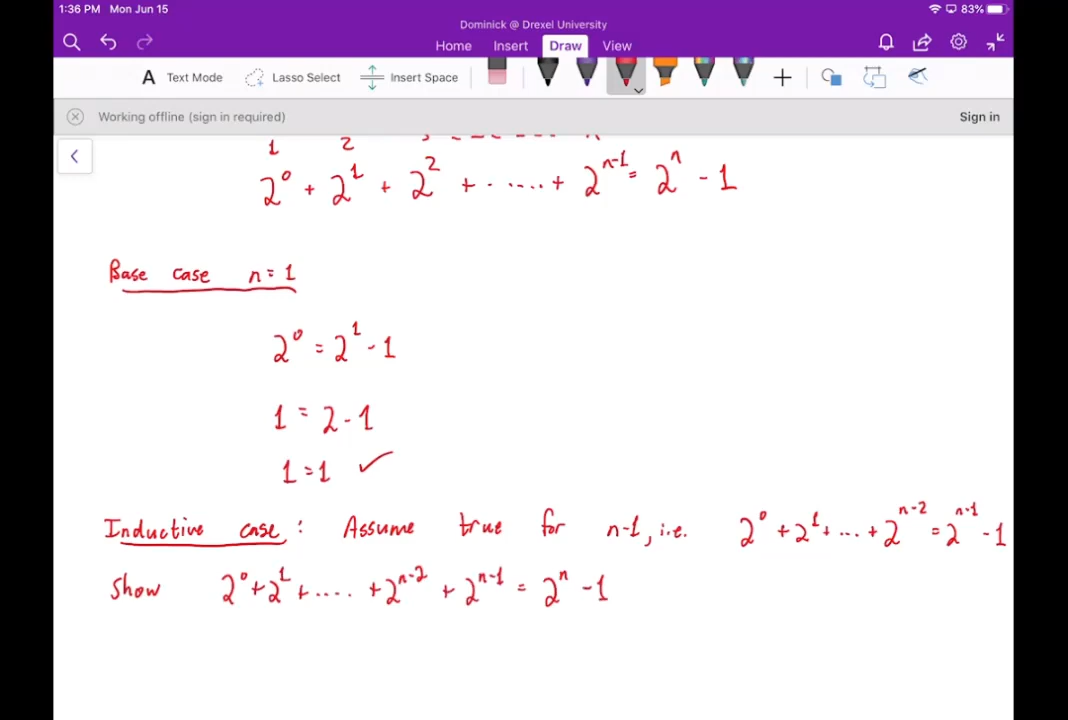 1:36 PM Mon Jun 15
83%
Dominick @ Drexel University
Home Insert Draw View
A Text Mode Lasso Select Insert Space
Working offline (sign in required) Sign in
1 2 n
2⁰ + 2¹ + 2² + ...... + 2ⁿ⁻¹ = 2ⁿ - 1
Base case n = 1
2⁰ = 2¹ - 1
1 = 2 - 1
1 = 1 ✓
Inductive case : Assume true for n-1, i.e. 2⁰ + 2¹ + ... + 2ⁿ⁻² = 2ⁿ⁻¹ - 1
Show 2⁰ + 2¹ + .... + 2ⁿ⁻² + 2ⁿ⁻¹ = 2ⁿ - 1